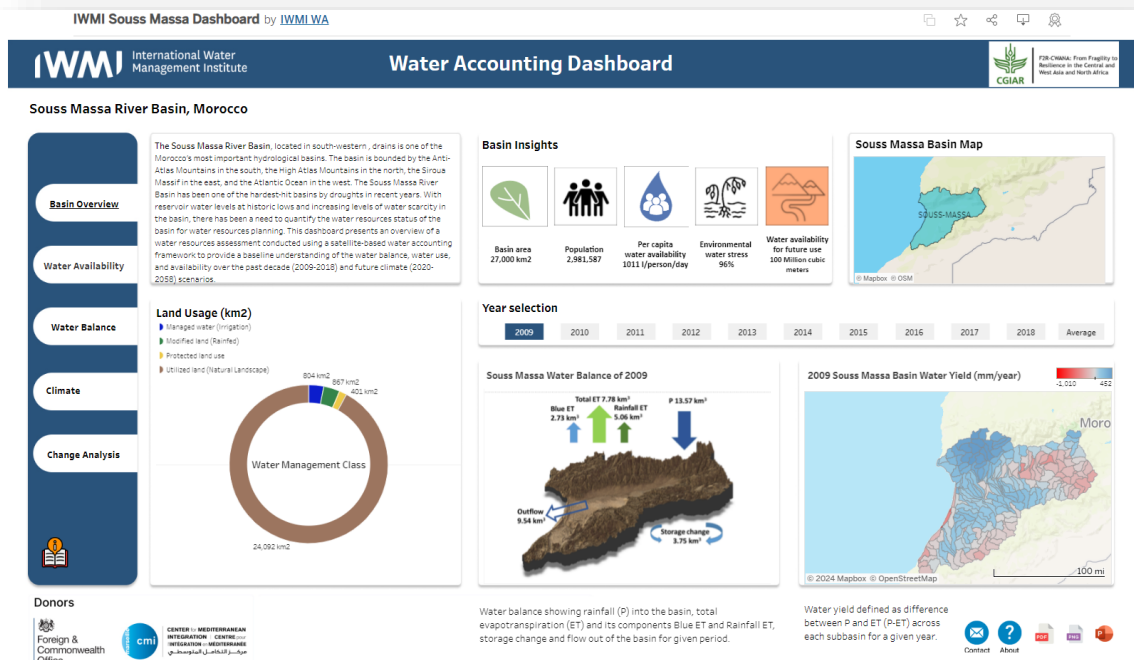 IWMI Souss Massa Dashboard by IWMI WA
IWMI
International Water
Management Institute
Water Accounting Dashboard
CGIAR
F2R-CWANA: From Fragility to
Resilience in the Central and
West Asia and North Africa
Souss Massa River Basin, Morocco
Basin Overview
Water Availability
Water Balance
Climate
Change Analysis
The Souss Massa River Basin, located in south-western , drains is one of the
Morocco's most important hydrological basins. The basin is bounded by the Anti-
Atlas Mountains in the south, the High Atlas Mountains in the north, the Siroua
Massif in the east, and the Atlantic Ocean in the west. The Souss Massa River
Basin has been one of the hardest-hit basins by droughts in recent years. With
reservoir water levels at historic lows and increasing levels of water scarcity in
the basin, there has been a need to quantify the water resources status of the
basin for water resources planning. This dashboard presents an overview of a
water resources assessment conducted using a satellite-based water accounting
framework to provide a baseline understanding of the water balance, water use,
and availability over the past decade (2009-2018) and future climate (2020-
2058) scenarios.
Basin Insights
Basin area
27,000 km2
Population
2,981,587
Per capita
water availability
1011 l/person/day
Environmental
water stress
96%
Water availability
for future use
100 Million cubic
meters
Souss Massa Basin Map
SOUSS-MASSA
© Mapbox © OSM
Land Usage (km2)
Managed water (Irrigation)
Modified land (Rainfed)
Protected land use
Utilized land (Natural Landscape)
804 km2
867 km2
401 km2
Water Management Class
24,092 km2
Year selection
2009 2010 2011 2012 2013 2014 2015 2016 2017 2018 Average
Souss Massa Water Balance of 2009
Total ET 7.78 km³
Blue ET
2.73 km³
Rainfall ET
5.06 km³
P 13.57 km³
Outflow
9.54 km³
Storage change
3.75 km³
2009 Souss Massa Basin Water Yield (mm/year)
-1,010 452
Moro
© 2024 Mapbox © OpenStreetMap
100 mi
Water balance showing rainfall (P) into the basin, total
evapotranspiration (ET) and its components Blue ET and Rainfall ET,
storage change and flow out of the basin for given period.
Water yield defined as difference
between P and ET (P-ET) across
each subbasin for a given year.
Donors
Foreign &
Commonwealth
Office
cmi
CENTER for MEDITERRANEAN
INTEGRATION | CENTRE pour
l'INTEGRATION en MEDITERRANEE
مركز التكامل المتوسطي
Contact
About
PDF
PNG
P